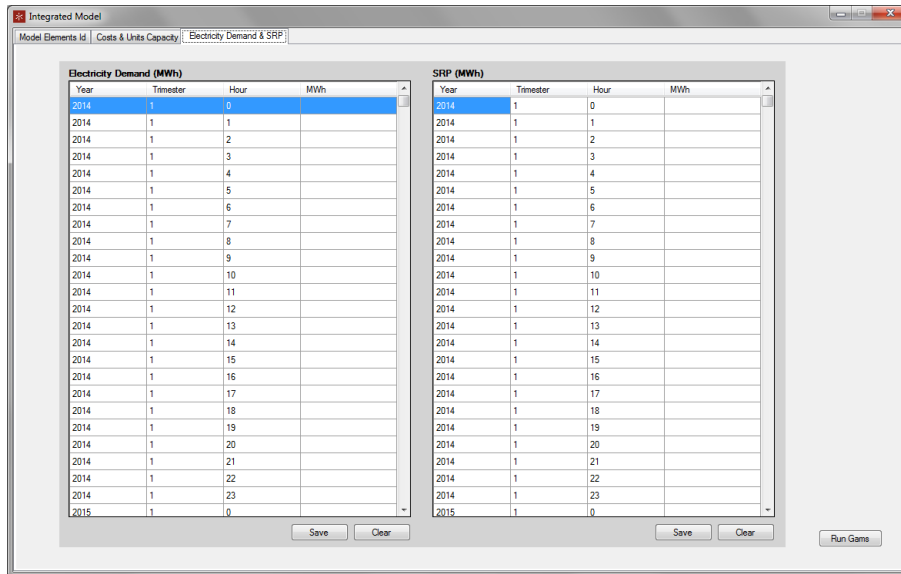 Integrated Model
Model Elements Id Costs & Units Capacity Electricity Demand & SRP
Electricity Demand (MWh) SRP (MWh)
Year Trimester Hour MWh Year Trimester Hour MWh
2014 1 0 2014 1 0
2014 1 1 2014 1 1
2014 1 2 2014 1 2
2014 1 3 2014 1 3
2014 1 4 2014 1 4
2014 1 5 2014 1 5
2014 1 6 2014 1 6
2014 1 7 2014 1 7
2014 1 8 2014 1 8
2014 1 9 2014 1 9
2014 1 10 2014 1 10
2014 1 11 2014 1 11
2014 1 12 2014 1 12
2014 1 13 2014 1 13
2014 1 14 2014 1 14
2014 1 15 2014 1 15
2014 1 16 2014 1 16
2014 1 17 2014 1 17
2014 1 18 2014 1 18
2014 1 19 2014 1 19
2014 1 20 2014 1 20
2014 1 21 2014 1 21
2014 1 22 2014 1 22
2014 1 23 2014 1 23
2015 1 0 2015 1 0
Save Clear Save Clear
Run Gams